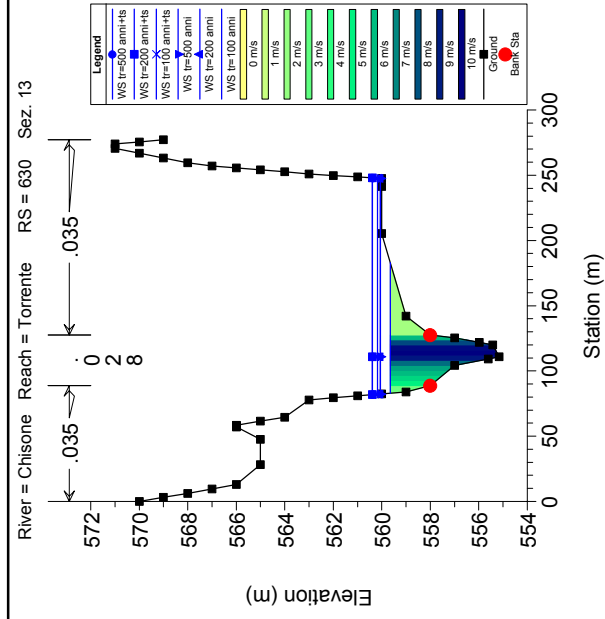 River = Chisone   Reach = Torrente   RS = 630   Sez. 13
.035
.028
.035
Legend
WS tr=500 anni+ts
WS tr=200 anni+ts
WS tr=100 anni+ts
WS tr=500 anni
WS tr=200 anni
WS tr=100 anni
0 m/s
1 m/s
2 m/s
3 m/s
4 m/s
5 m/s
6 m/s
7 m/s
8 m/s
9 m/s
10 m/s
Ground
Bank Sta
572
570
568
566
564
562
560
558
556
554
Elevation (m)
0
50
100
150
200
250
300
Station (m)